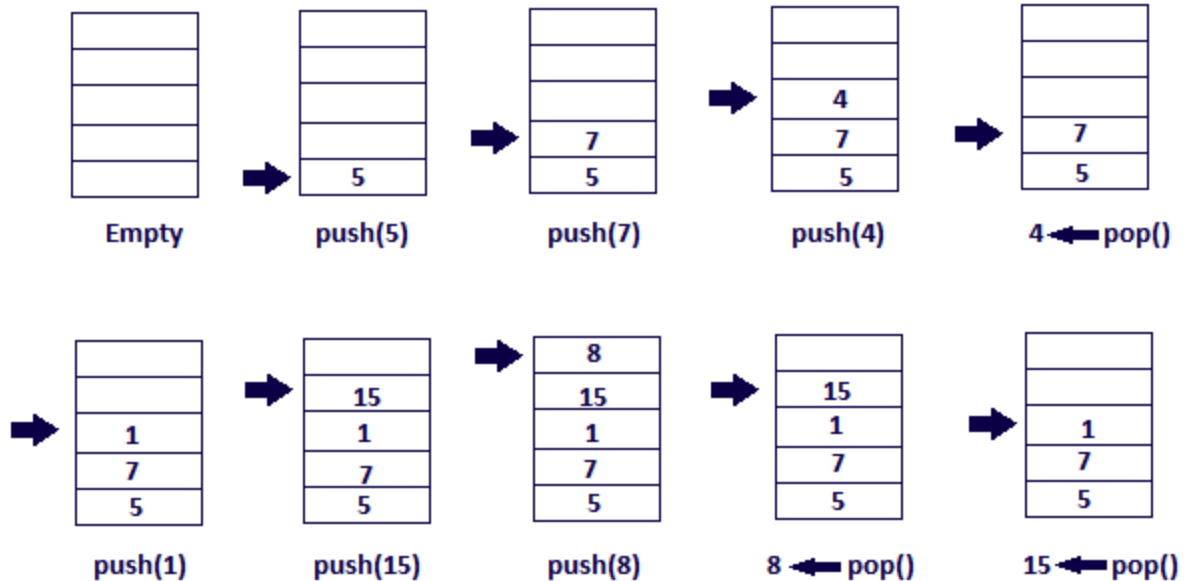 4
7 7 7
5 5 5 5
Empty push(5) push(7) push(4) 4 pop()
8
15 15 15
1 1 1 1 1
7 7 7 7 7
5 5 5 5 5
push(1) push(15) push(8) 8 pop() 15 pop()